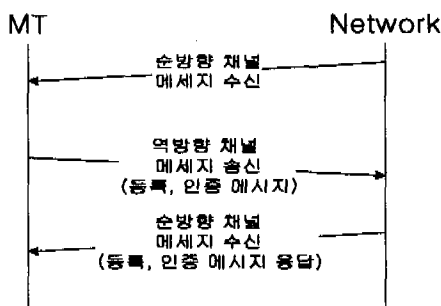 MT
Network
순방향 채널
메세지 수신
역방향 채널
메세지 송신
(등록, 인증 메시지)
순방향 채널
메세지 수신
(등록, 인증 메시지 응답)